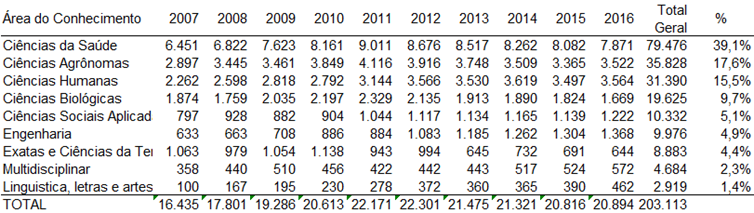 Área do Conhecimento 2007 2008 2009 2010 2011 2012 2013 2014 2015 2016 Total Geral %
Ciências da Saúde 6.451 6.822 7.623 8.161 9.011 8.676 8.517 8.262 8.082 7.871 79.476 39,1%
Ciências Agrônomas 2.897 3.445 3.461 3.849 4.116 3.916 3.748 3.509 3.365 3.522 35.828 17,6%
Ciências Humanas 2.262 2.598 2.818 2.792 3.144 3.566 3.530 3.619 3.497 3.564 31.390 15,5%
Ciências Biológicas 1.874 1.759 2.035 2.197 2.329 2.135 1.913 1.890 1.824 1.669 19.625 9,7%
Ciências Sociais Aplicad 797 928 882 904 1.044 1.117 1.134 1.165 1.139 1.222 10.332 5,1%
Engenharia 633 663 708 886 884 1.083 1.185 1.262 1.304 1.368 9.976 4,9%
Exatas e Ciências da Ter 1.063 979 1.054 1.138 943 994 645 732 691 644 8.883 4,4%
Multidisciplinar 358 440 510 456 422 442 443 517 524 572 4.684 2,3%
Linguistica, letras e artes 100 167 195 230 278 372 360 365 390 462 2.919 1,4%
TOTAL 16.435 17.801 19.286 20.613 22.171 22.301 21.475 21.321 20.816 20.894 203.113